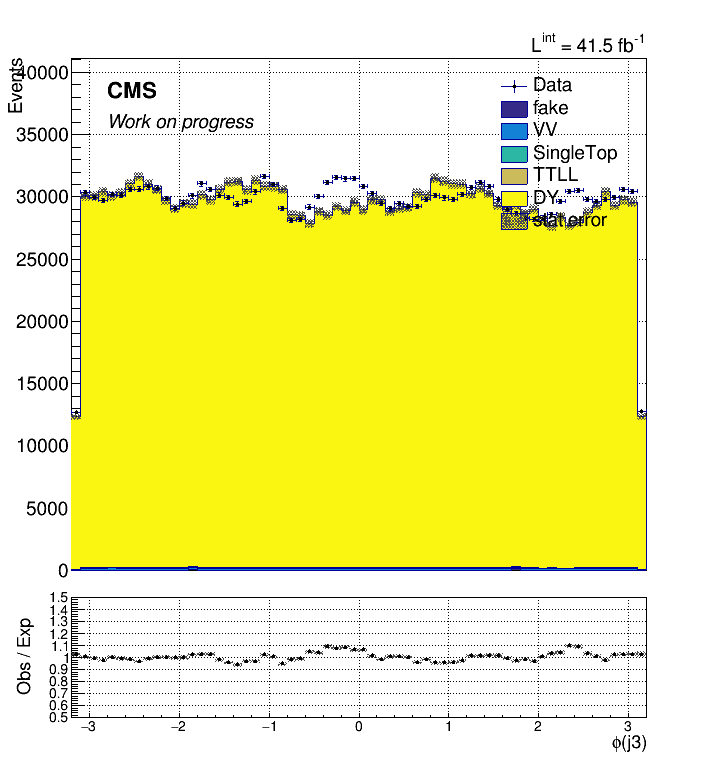 L^int = 41.5 fb^-1
Events
CMS
Work on progress
Data
fake
VV
SingleTop
TTLL
DY
stat error
40000
35000
30000
25000
20000
15000
10000
5000
0
Obs / Exp
1.5
1.4
1.3
1.2
1.1
1
0.9
0.8
0.7
0.6
0.5
−3 −2 −1 0 1 2 3
ϕ(j3)